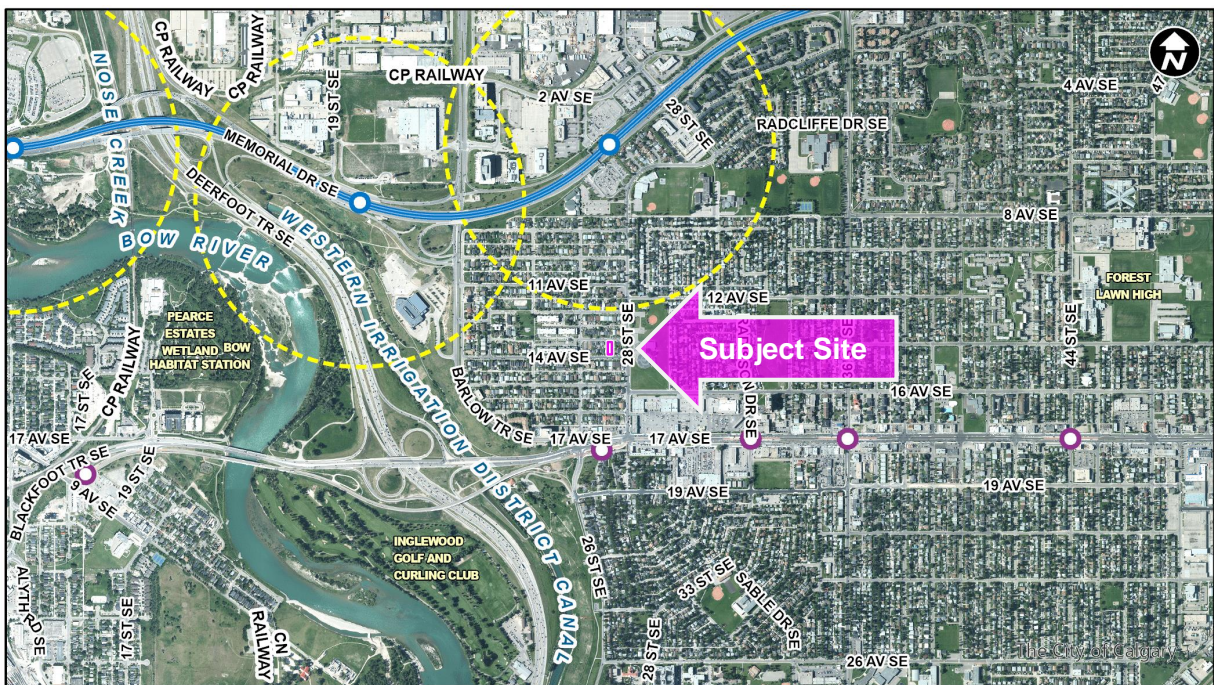 N
CP RAILWAY
CP RAILWAY
NOSE CREEK
19 ST SE
CP RAILWAY
2 AV SE
28 ST SE
4 AV SE
47
RADCLIFFE DR SE
MEMORIAL DR SE
DEERFOOT TR SE
8 AV SE
BOW RIVER
WESTERN IRRIGIATION DISTRICT CANAL
11 AV SE
12 AV SE
FOREST
LAWN HIGH
28 ST SE
44 ST SE
36
Subject Site
PEARCE
ESTATES
WETLAND
BOW
HABITAT STATION
14 AV SE
CP RAILWAY
17 ST SE
BARLOW TR SE
16 AV SE
N DR SE
17 AV SE
17 AV SE
17 AV SE
BLACKFOOT TR SE
9 AV SE
19 ST SE
19 AV SE
19 AV SE
INGLEWOOD
GOLF AND
CURLING CLUB
26 ST SE
33 ST SE
SABLE DR SE
17 ST SE
CN
RAILWAY
28 ST SE
26 AV SE
The City of Calgary